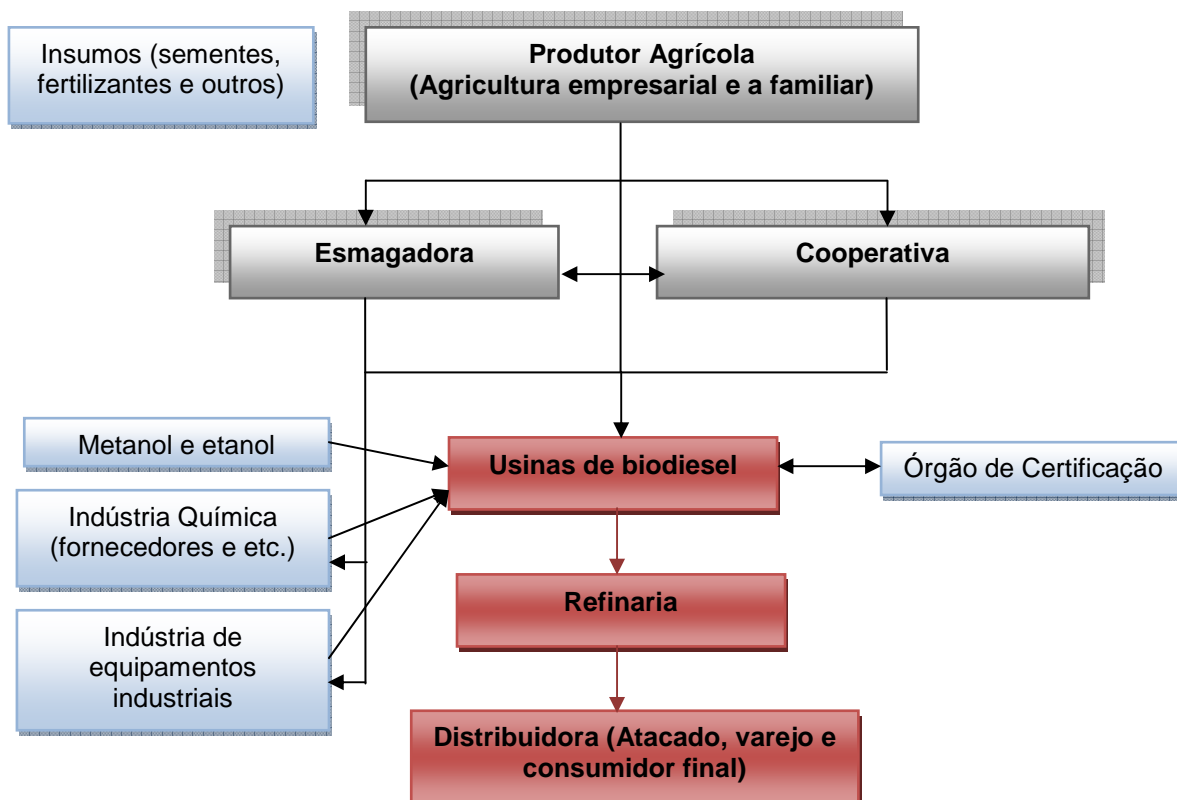 Insumos (sementes,
fertilizantes e outros)
Produtor Agrícola
(Agricultura empresarial e a familiar)
Esmagadora
Cooperativa
Metanol e etanol
Usinas de biodiesel
Órgão de Certificação
Indústria Química
(fornecedores e etc.)
Refinaria
Indústria de
equipamentos
industriais
Distribuidora (Atacado, varejo e
consumidor final)